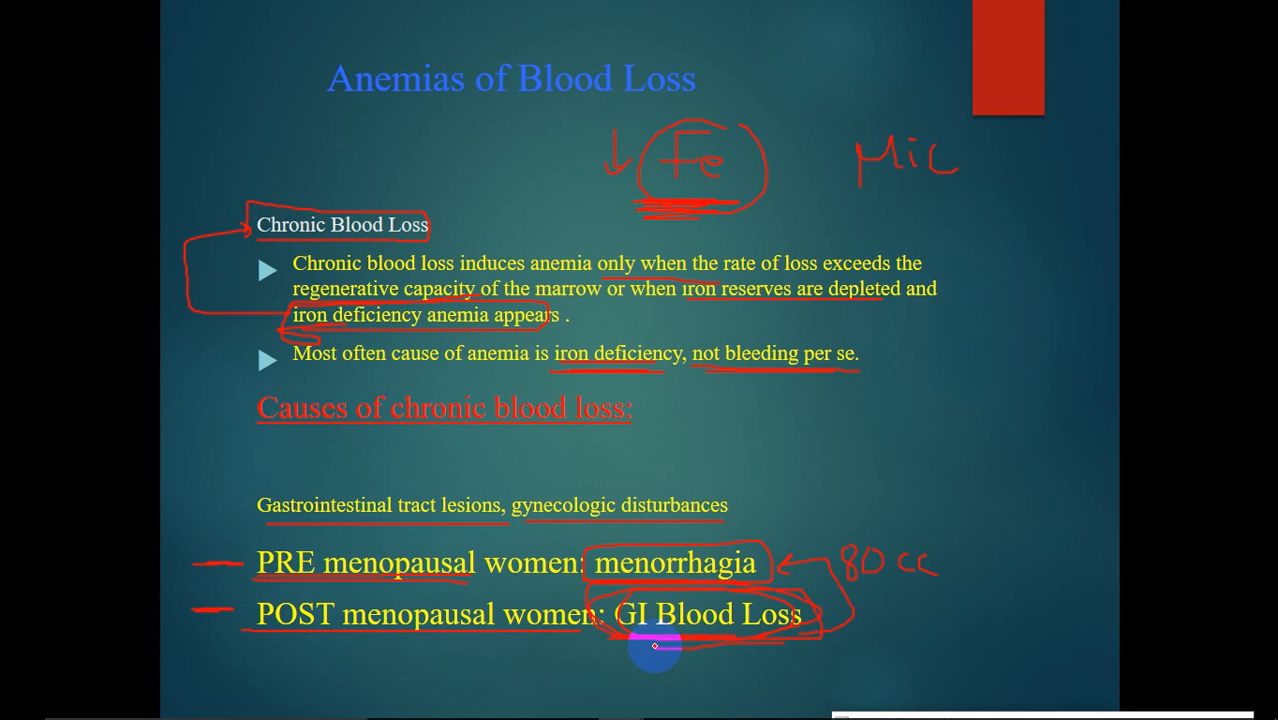 Anemias of Blood Loss
↓ Fe Mic
Chronic Blood Loss
Chronic blood loss induces anemia only when the rate of loss exceeds the
regenerative capacity of the marrow or when iron reserves are depleted and
iron deficiency anemia appears .
Most often cause of anemia is iron deficiency, not bleeding per se.
Causes of chronic blood loss:
Gastrointestinal tract lesions, gynecologic disturbances
PRE menopausal women: menorrhagia 80 cc
POST menopausal women: GI Blood Loss